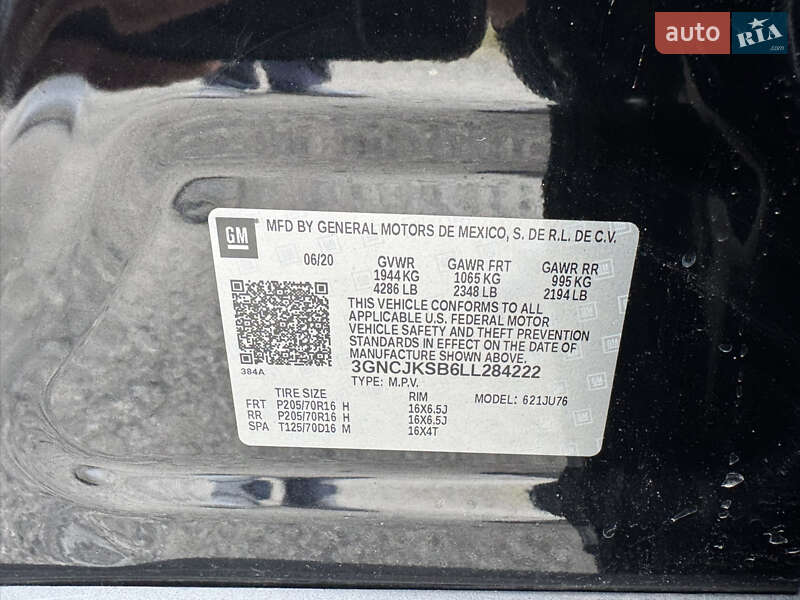 auto RIA .com
GM MFD BY GENERAL MOTORS DE MEXICO, S. DE R.L. DE C.V.
06/20 GVWR GAWR FRT GAWR RR
1944 KG 1065 KG 995 KG
4286 LB 2348 LB 2194 LB
THIS VEHICLE CONFORMS TO ALL
APPLICABLE U.S. FEDERAL MOTOR
VEHICLE SAFETY AND THEFT PREVENTION
STANDARDS IN EFFECT ON THE DATE OF
MANUFACTURE SHOWN ABOVE.
384A 3GNCJKSB6LL284222
TYPE: M.P.V.
TIRE SIZE RIM MODEL: 621JU76
FRT P205/70R16 H 16X6.5J
RR P205/70R16 H 16X6.5J
SPA T125/70D16 M 16X4T